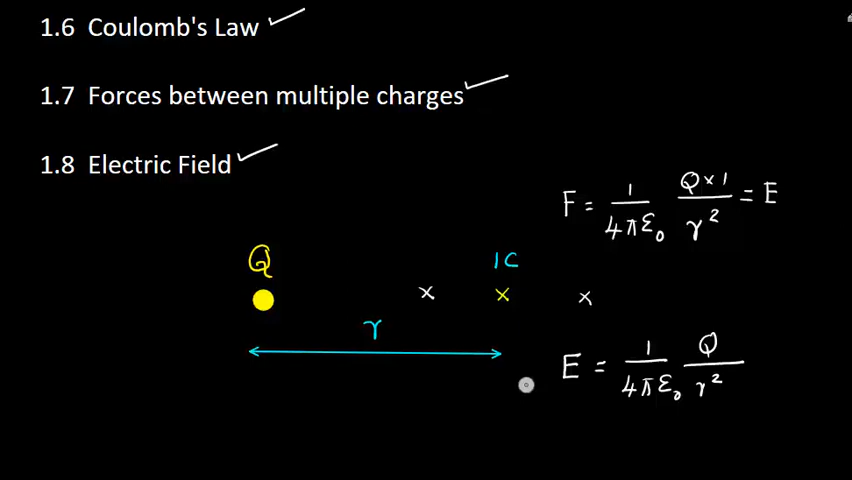 1.6 Coulomb's Law ✓
1.7 Forces between multiple charges ✓
1.8 Electric Field ✓
F = 1/4πε₀ Q×1/r² = E
Q 1C
× × ×
r
E = 1/4πε₀ Q/r²